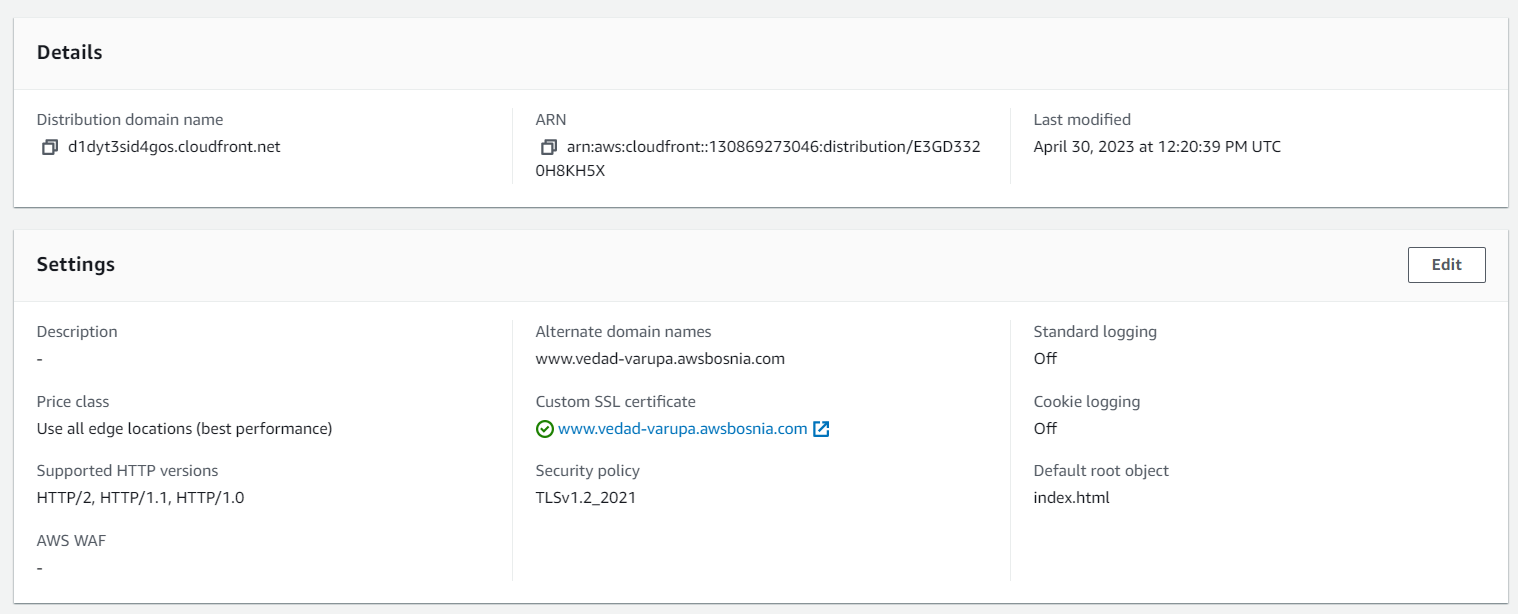 Details
Distribution domain name
d1dyt3sid4gos.cloudfront.net
ARN
arn:aws:cloudfront::130869273046:distribution/E3GD332
0H8KH5X
Last modified
April 30, 2023 at 12:20:39 PM UTC
Settings
Edit
Description
-
Price class
Use all edge locations (best performance)
Supported HTTP versions
HTTP/2, HTTP/1.1, HTTP/1.0
AWS WAF
-
Alternate domain names
www.vedad-varupa.awsbosnia.com
Custom SSL certificate
www.vedad-varupa.awsbosnia.com
Security policy
TLSv1.2_2021
Standard logging
Off
Cookie logging
Off
Default root object
index.html